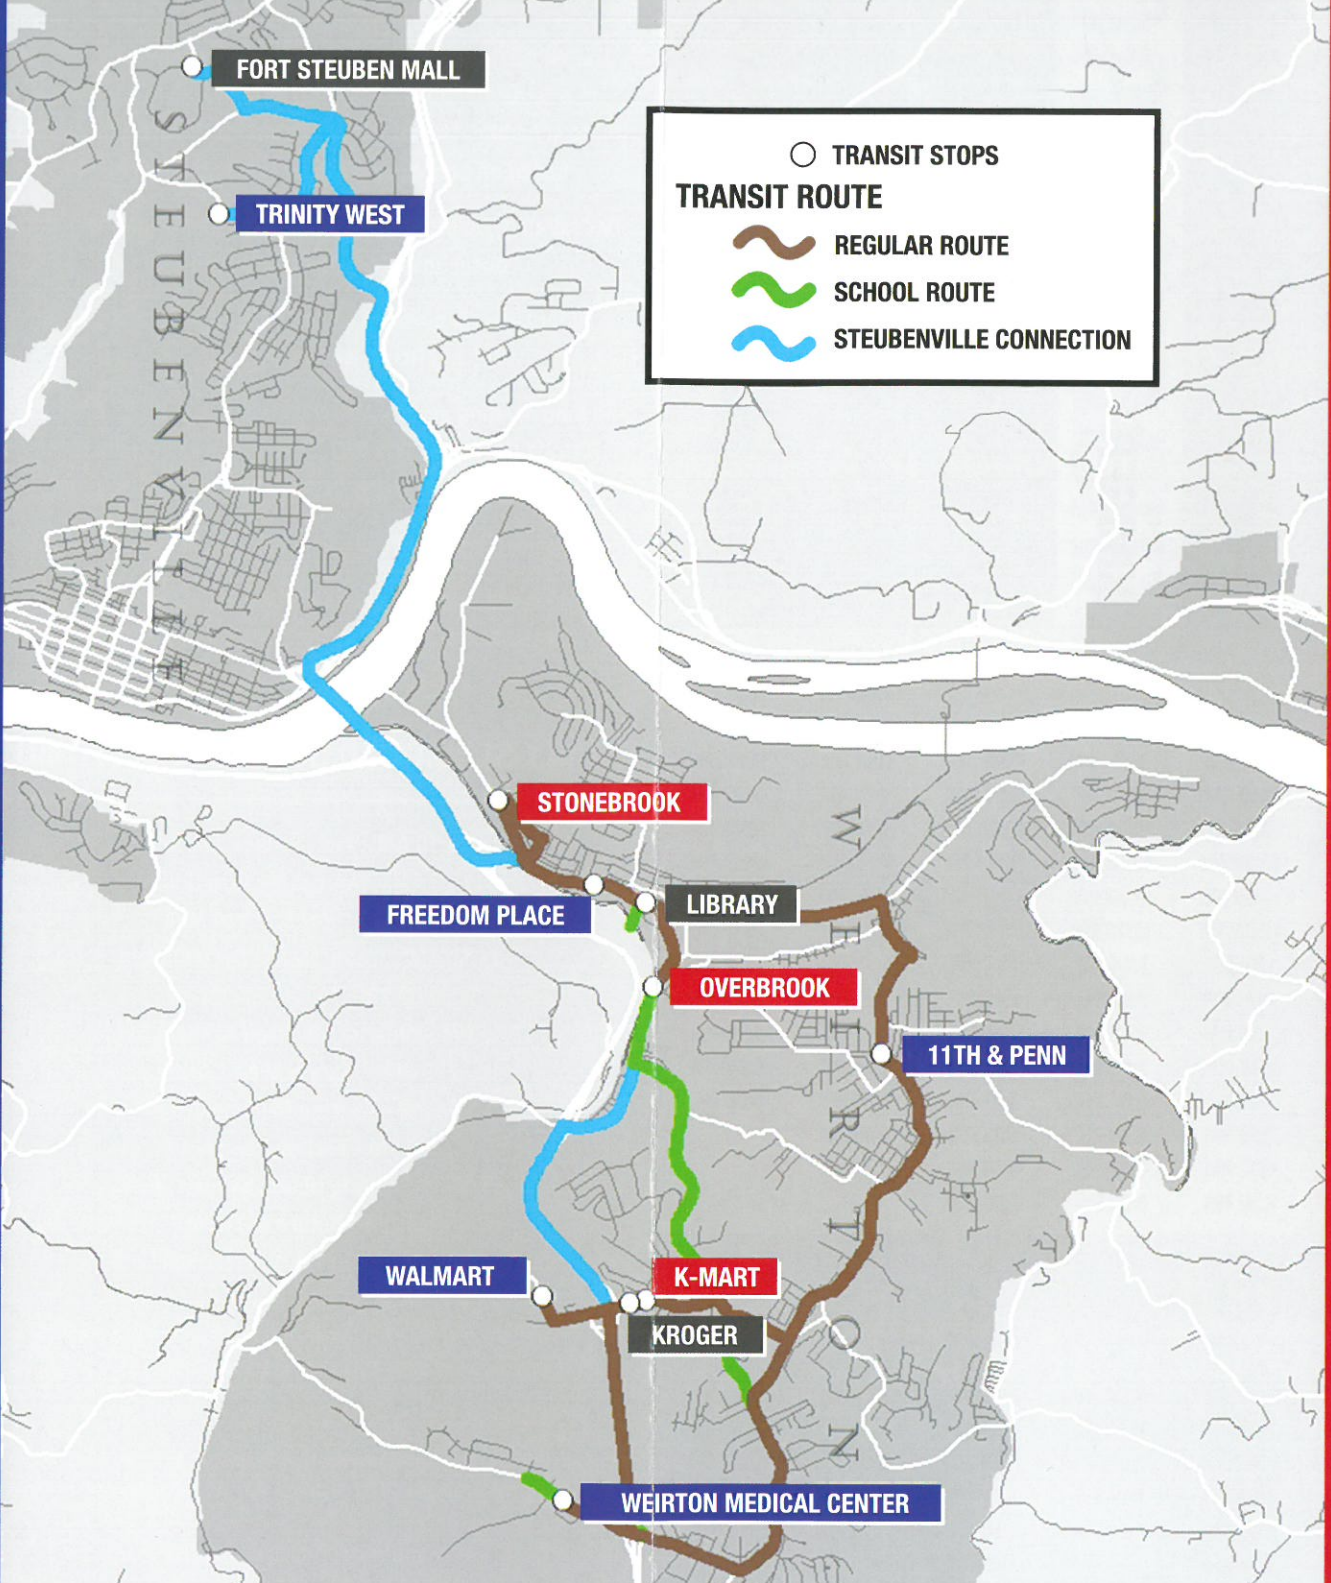 FORT STEUBEN MALL
TRANSIT STOPS
TRANSIT ROUTE
REGULAR ROUTE
SCHOOL ROUTE
STEUBENVILLE CONNECTION
TRINITY WEST
STEUBENVILLE
STONEBROOK
FREEDOM PLACE
LIBRARY
OVERBROOK
11TH & PENN
WEIRTON
WALMART
K-MART
KROGER
WEIRTON MEDICAL CENTER